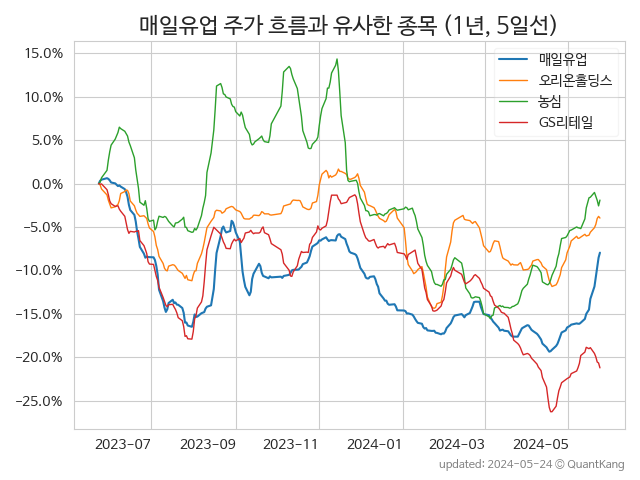 매일유업 주가 흐름과 유사한 종목 (1년, 5일선)
매일유업
오리온홀딩스
농심
GS리테일
15.0%
10.0%
5.0%
0.0%
−5.0%
−10.0%
−15.0%
−20.0%
−25.0%
2023-07 2023-09 2023-11 2024-01 2024-03 2024-05
updated: 2024-05-24 © QuantKang